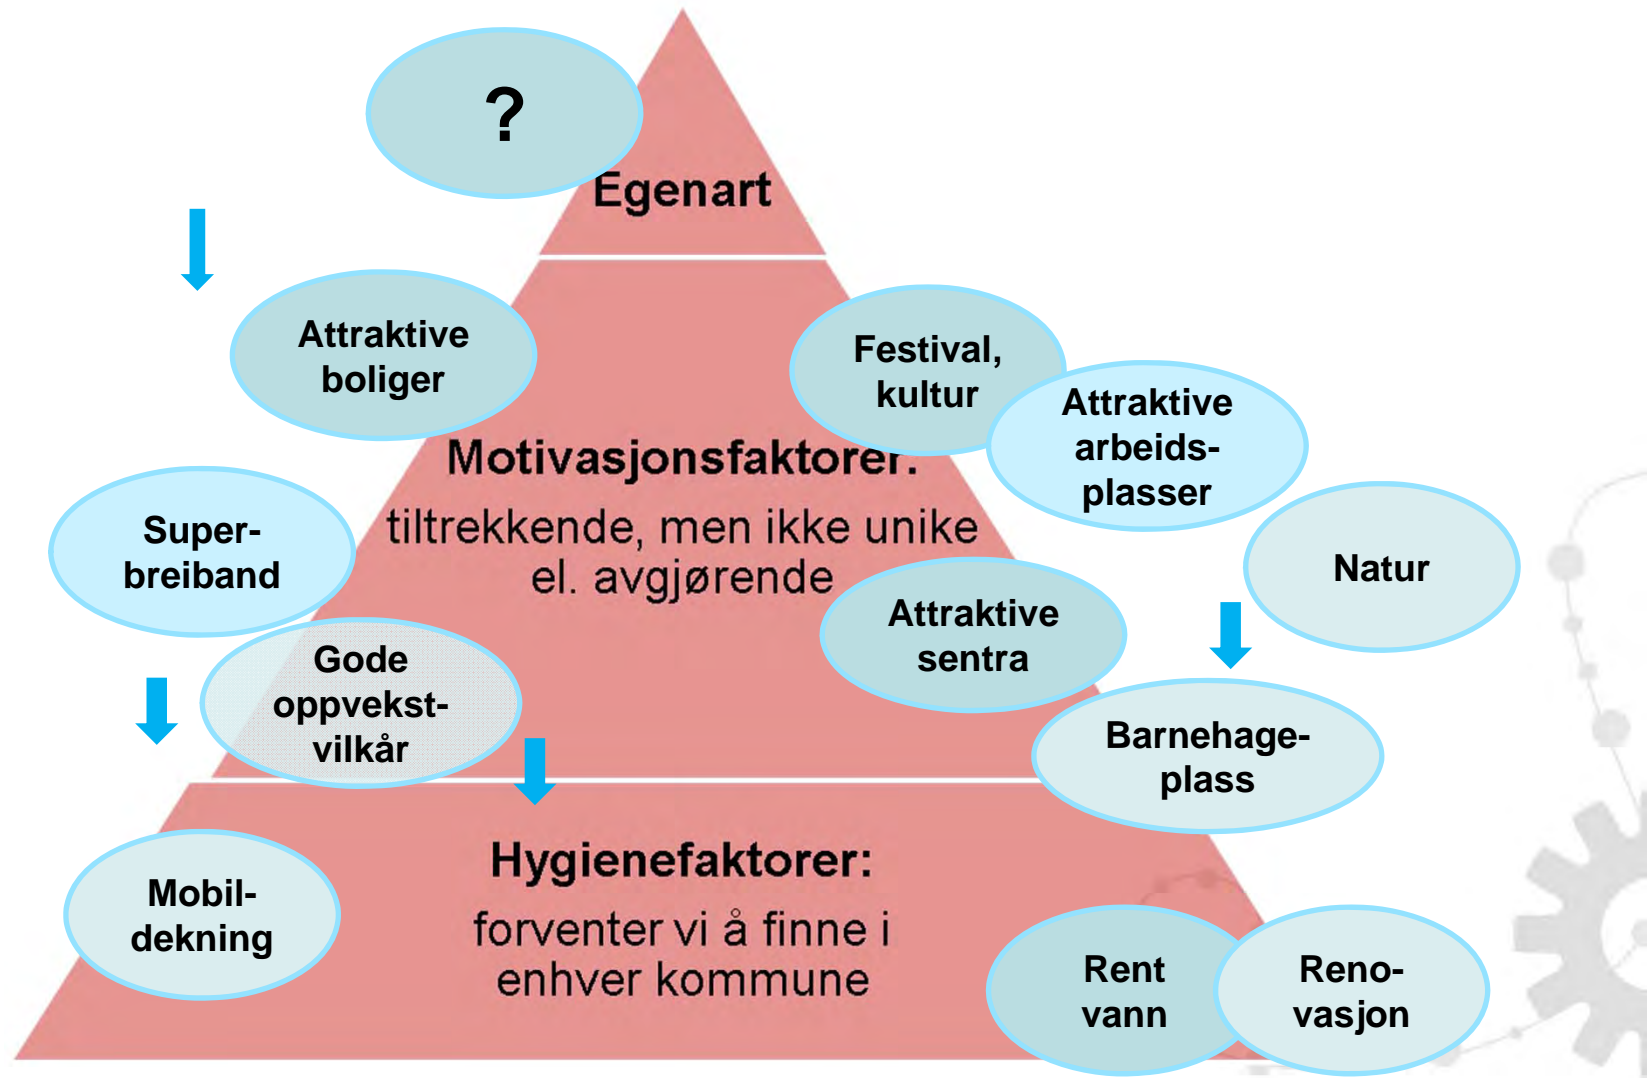 ?
Egenart
Attraktive
boliger
Festival,
kultur
Attraktive
arbeids-
plasser
Motivasjonsfaktorer:
tiltrekkende, men ikke unike
el. avgjørende
Super-
breiband
Natur
Attraktive
sentra
Gode
oppvekst-
vilkår
Barnehage-
plass
Hygienefaktorer:
forventer vi å finne i
enhver kommune
Mobil-
dekning
Rent
vann
Reno-
vasjon